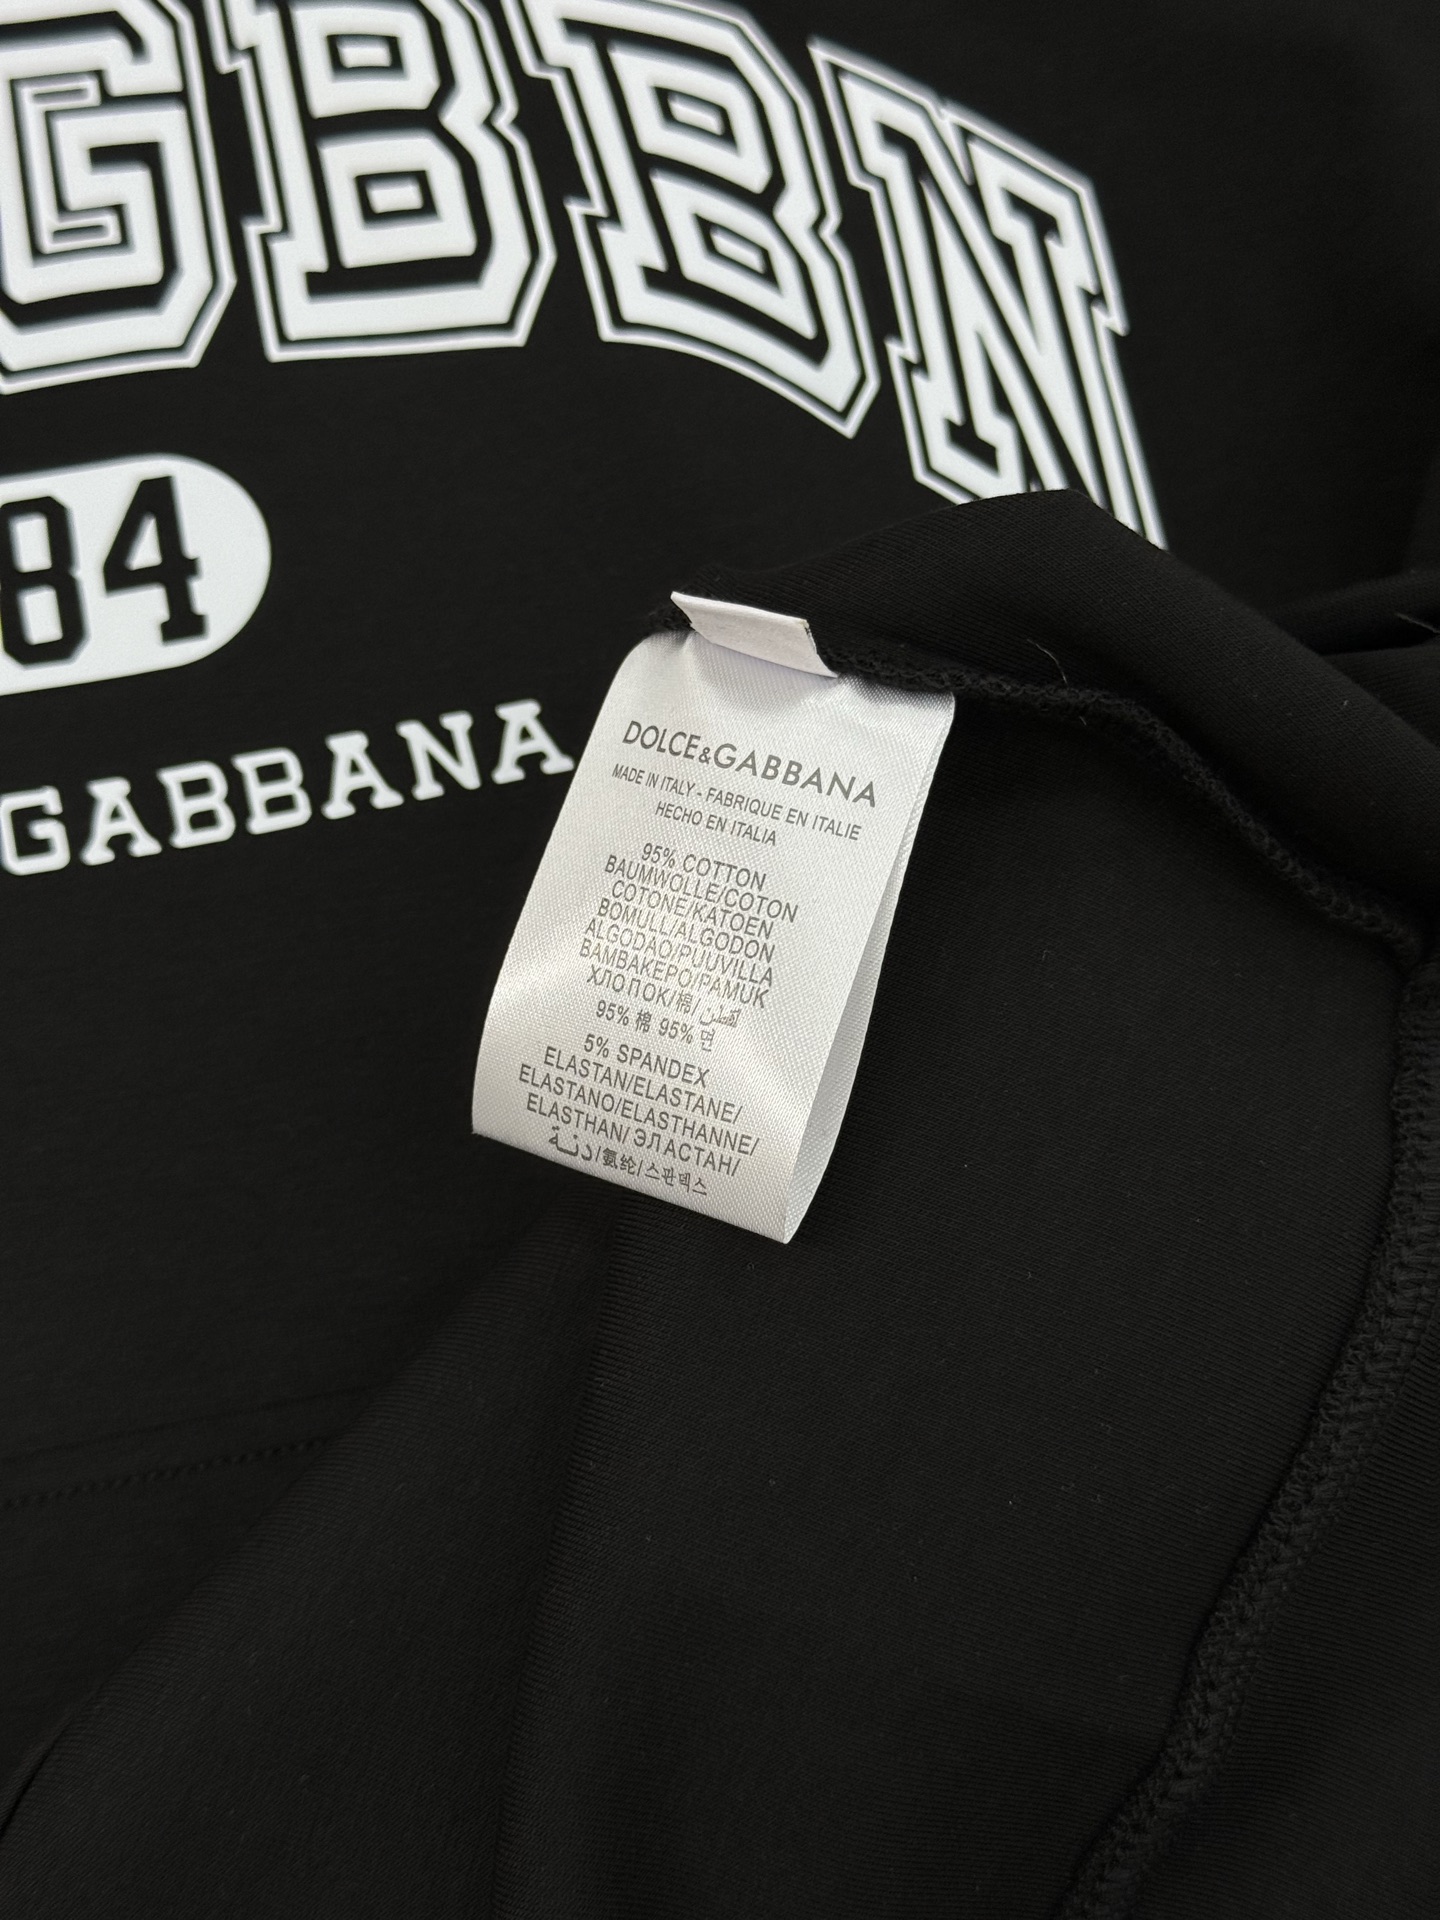 GBBN
84
GABBANA
DOLCE&GABBANA
MADE IN ITALY - FABRIQUE EN ITALIE
HECHO EN ITALIA
95% COTTON
BAUMWOLLE/COTON
COTONE/KATOEN
BOMULL/ALGODON
ALGODAO/PUUVILLA
BAMBAKEPO/PAMUK
ХЛОПОК/棉/قطن
95% 棉 95% 면
5% SPANDEX
ELASTAN/ELASTANE/
ELASTANO/ELASTHANNE/
ELASTHAN/ ЭЛАСТАН/
/氨纶/스판덱스